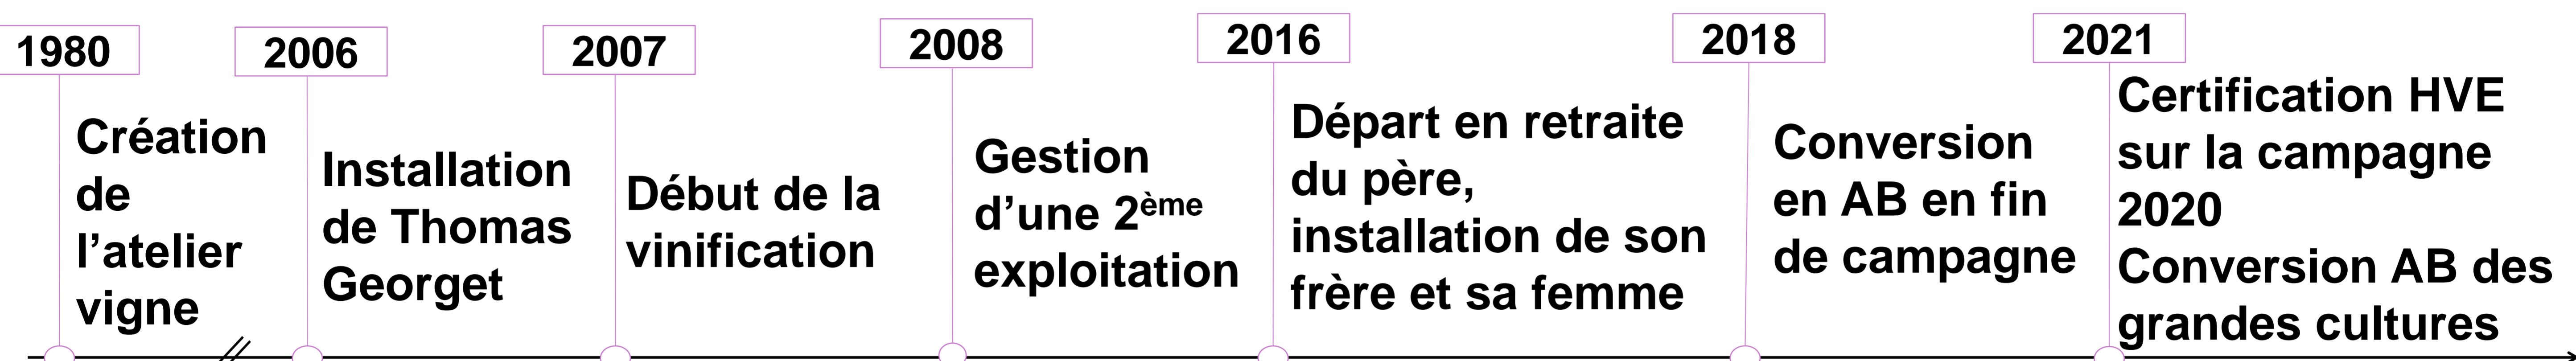 1980
Création
de
l’atelier
vigne
2006
Installation
de Thomas
Georget
2007
Début de la
vinification
2008
Gestion
d’une 2ème
exploitation
2016
Départ en retraite
du père,
installation de son
frère et sa femme
2018
Conversion
en AB en fin
de campagne
2021
Certification HVE
sur la campagne
2020
Conversion AB des
grandes cultures